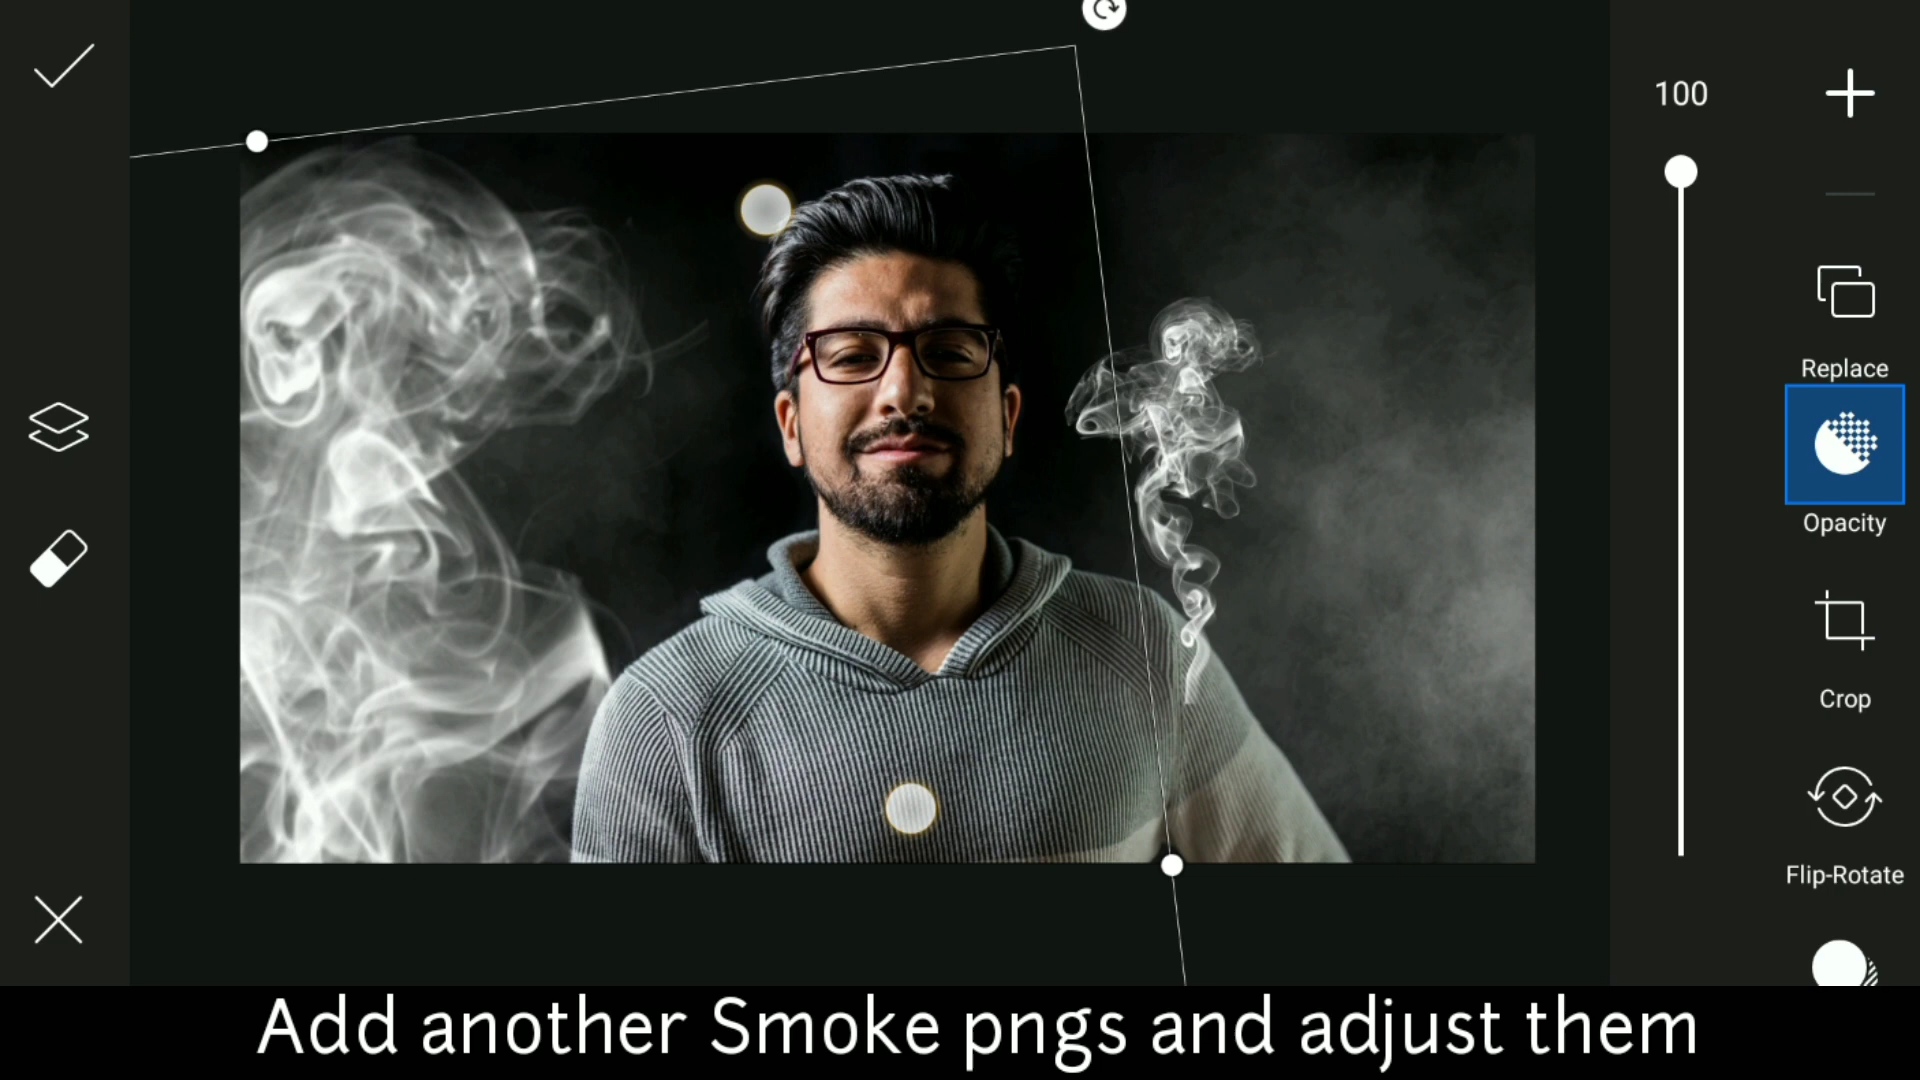 100
Replace
Opacity
Crop
Flip-Rotate
Add another Smoke pngs and adjust them